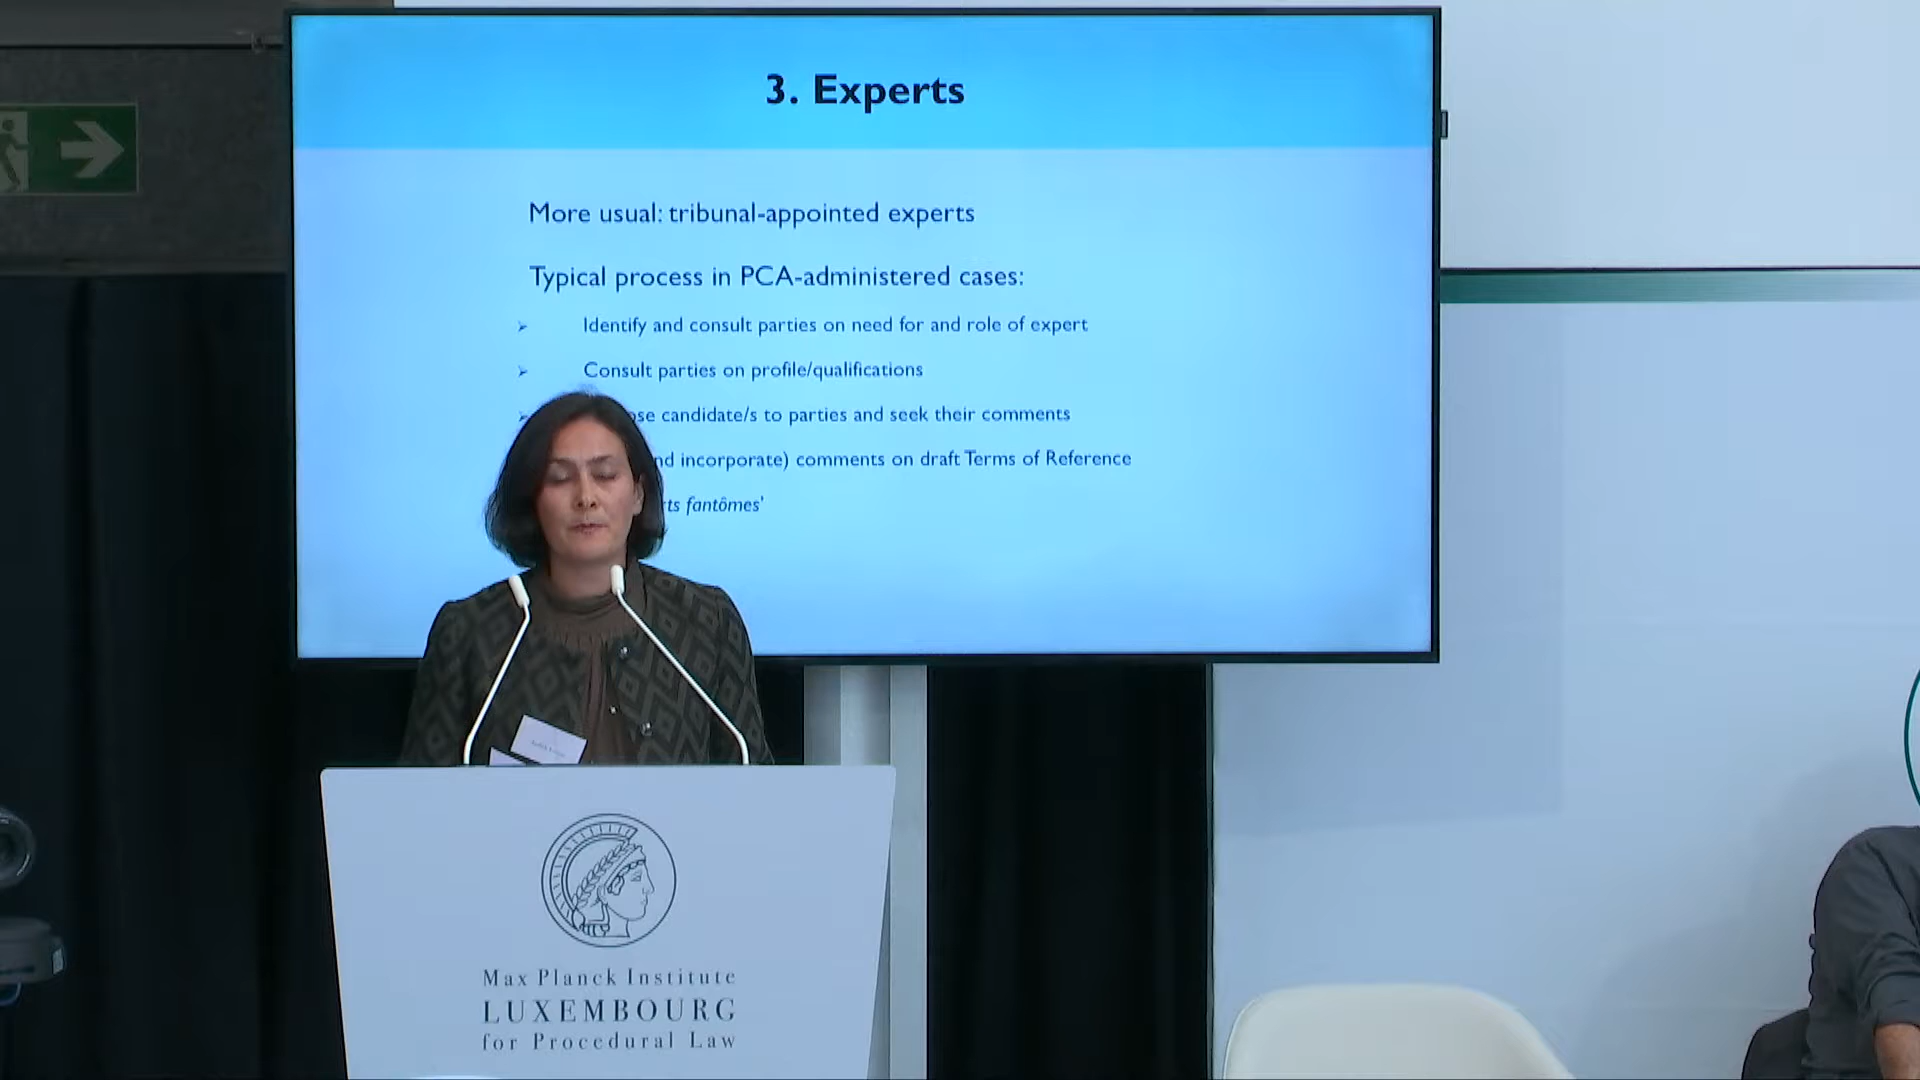 3. Experts
More usual: tribunal-appointed experts
Typical process in PCA-administered cases:
Identify and consult parties on need for and role of expert
Consult parties on profile/qualifications
candidate/s to parties and seek their comments
incorporate) comments on draft Terms of Reference
fantômes'
Max Planck Institute
LUXEMBOURG
for Procedural Law